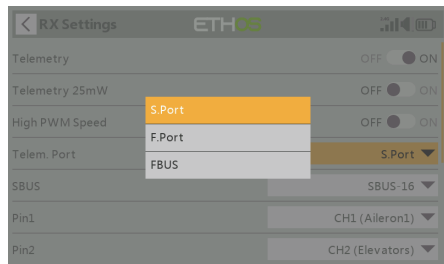 RX Settings
ETHOS
Telemetry OFF ON
Telemetry 25mW OFF ON
High PWM Speed OFF ON
S.Port
F.Port
FBUS
Telem. Port S.Port
SBUS SBUS-16
Pin1 CH1 (Aileron1)
Pin2 CH2 (Elevators)